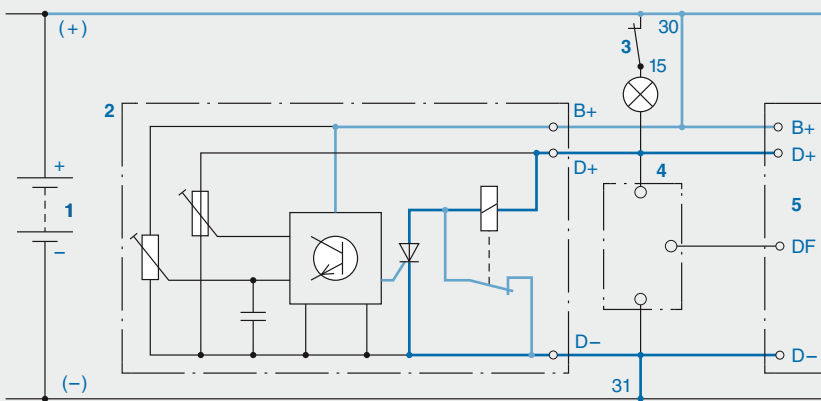 (+)
30
3
15
2
B+
B+
D+
D+
4
+
1
5
−
DF
D−
D−
(−)
31